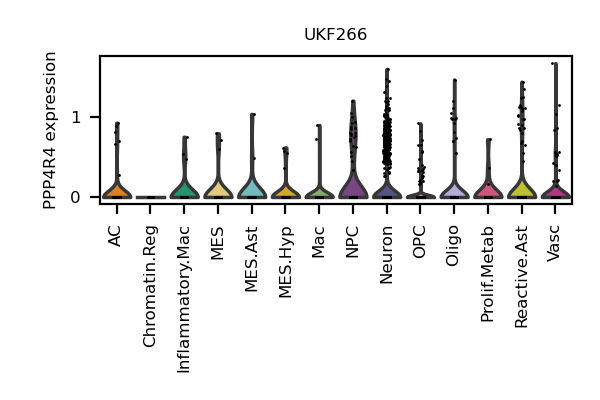 UKF266
PPP4R4 expression
1
0
AC
Chromatin.Reg
Inflammatory.Mac
MES
MES.Ast
MES.Hyp
Mac
NPC
Neuron
OPC
Oligo
Prolif.Metab
Reactive.Ast
Vasc